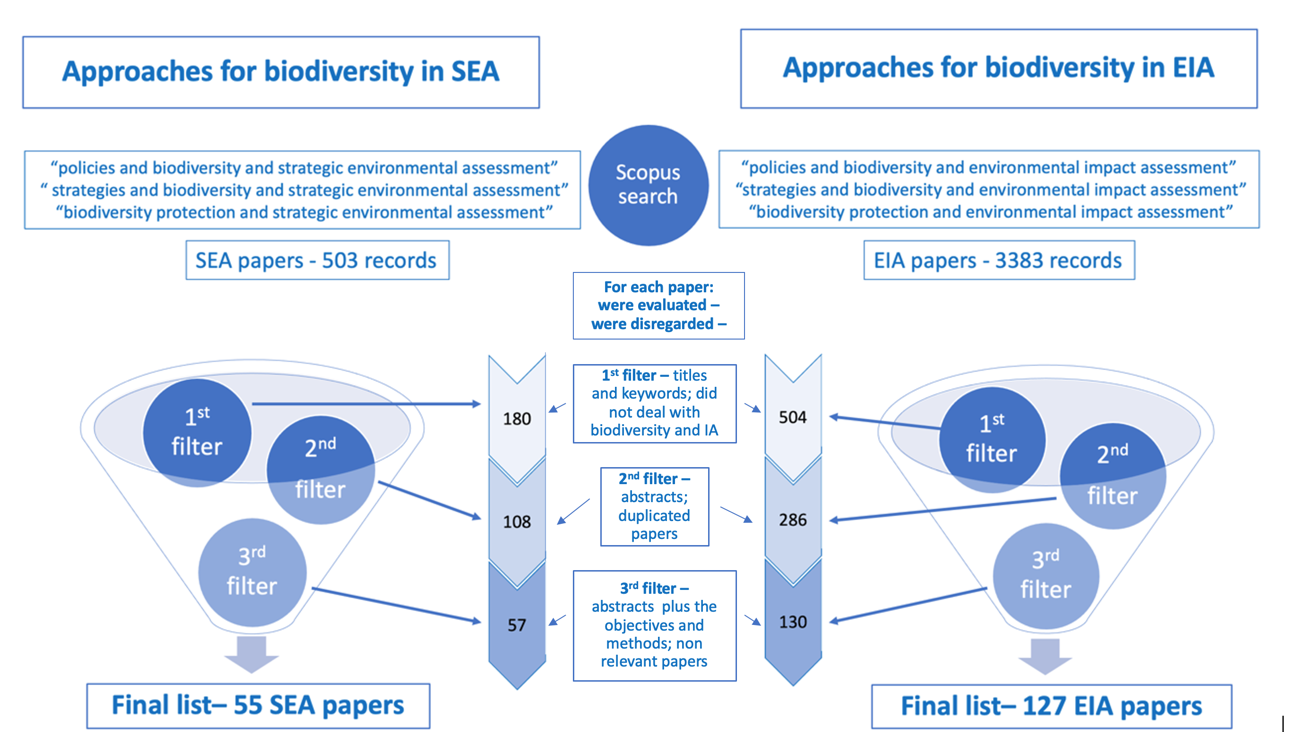 Approaches for biodiversity in SEA
Approaches for biodiversity in EIA
“policies and biodiversity and strategic environmental assessment”
“ strategies and biodiversity and strategic environmental assessment”
“biodiversity protection and strategic environmental assessment”
Scopus
search
“policies and biodiversity and environmental impact assessment”
“strategies and biodiversity and environmental impact assessment”
“biodiversity protection and environmental impact assessment”
SEA papers - 503 records
EIA papers - 3383 records
For each paper:
were evaluated –
were disregarded –
1st filter
2nd filter
3rd filter
180
108
57
1st filter – titles
and keywords; did
not deal with
biodiversity and IA
2nd filter –
abstracts;
duplicated
papers
3rd filter –
abstracts plus the
objectives and
methods; non
relevant papers
504
286
130
1st
filter
2nd
filter
3rd
filter
Final list– 55 SEA papers
Final list– 127 EIA papers